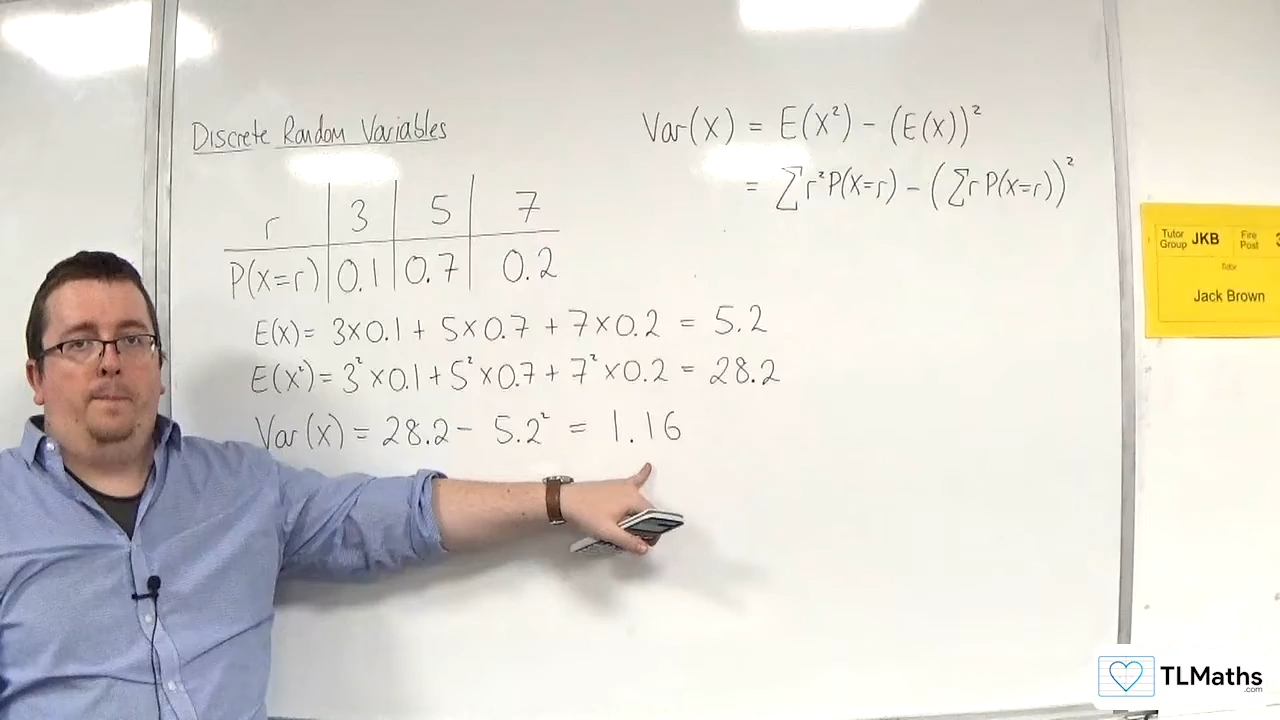 Discrete Random Variables
r 3 5 7
P(X=r) 0.1 0.7 0.2
E(X) = 3×0.1 + 5×0.7 + 7×0.2 = 5.2
E(X²) = 3²×0.1 + 5²×0.7 + 7²×0.2 = 28.2
Var(X) = 28.2 - 5.2² = 1.16
Var(X) = E(X²) - (E(X))²
= ∑r²P(X=r) - (∑rP(X=r))²
Tutor Group JKB Fire Post 3
Tutor
Jack Brown
TLMaths
.com